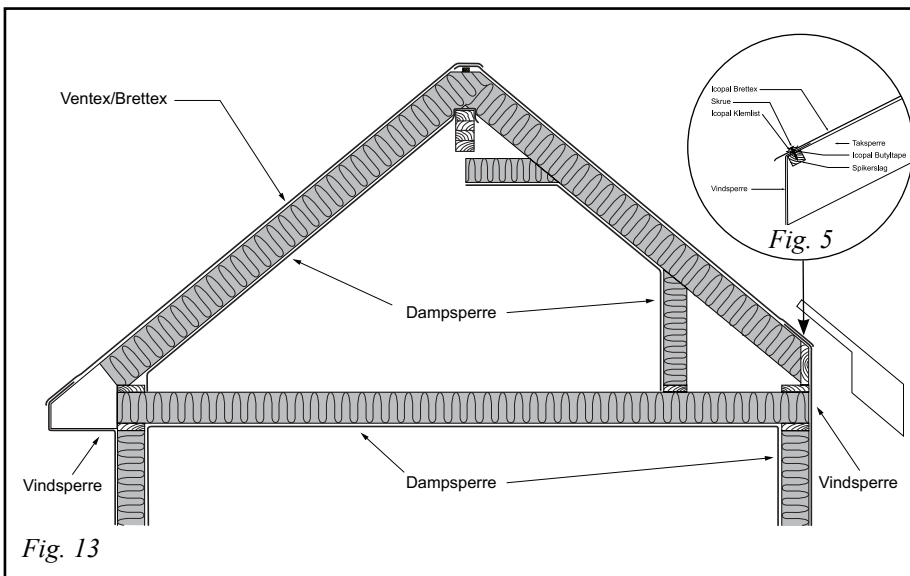 Ventex/Brettex
Icopal Brettex
Skrue
Icopal Klemlist
Taksperre
Icopal Butyltape
Spikerslag
Vindsperre
Fig. 5
Dampsperre
Dampsperre
Vindsperre
Vindsperre
Fig. 13